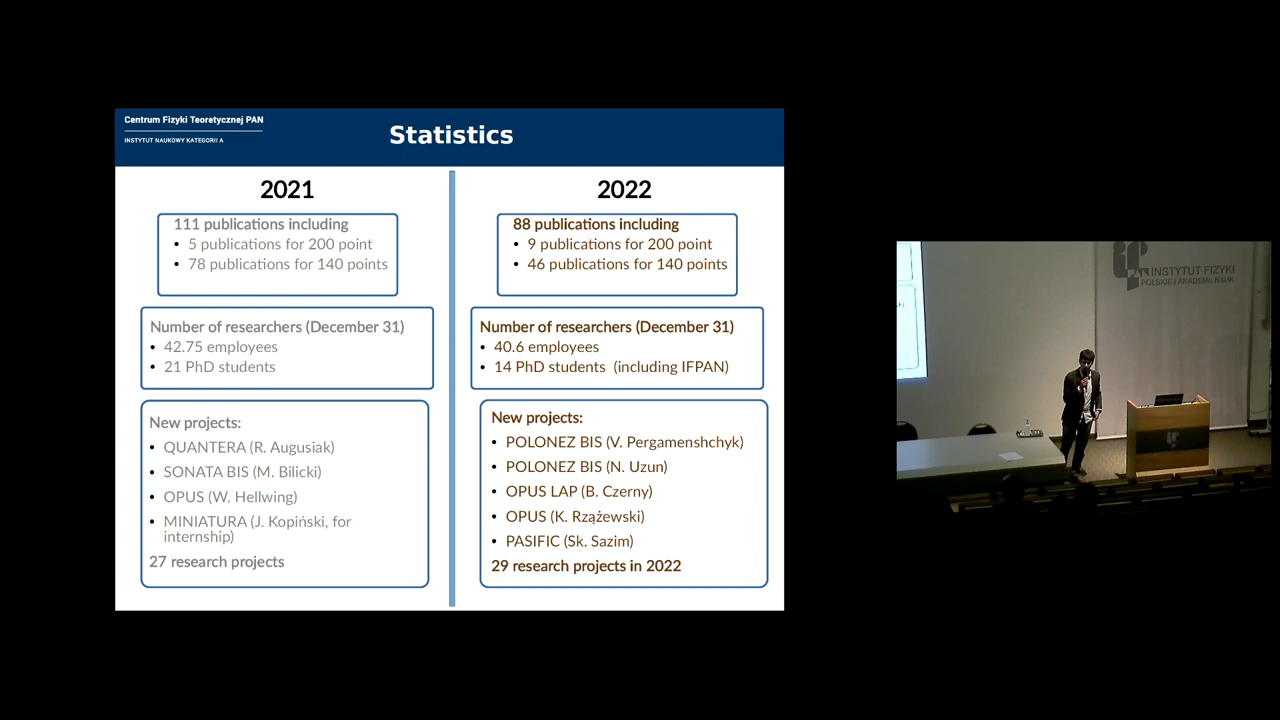 Centrum Fizyki Teoretycznej PAN
INSTYTUT NAUKOWY KATEGORII A
Statistics
2021
111 publications including
• 5 publications for 200 point
• 78 publications for 140 points
Number of researchers (December 31)
• 42.75 employees
• 21 PhD students
New projects:
• QUANTERA (R. Augusiak)
• SONATA BIS (M. Bilicki)
• OPUS (W. Hellwing)
• MINIATURA (J. Kopiński, for
internship)
27 research projects
2022
88 publications including
• 9 publications for 200 point
• 46 publications for 140 points
Number of researchers (December 31)
• 40.6 employees
• 14 PhD students (including IFPAN)
New projects:
• POLONEZ BIS (V. Pergamenshchyk)
• POLONEZ BIS (N. Uzun)
• OPUS LAP (B. Czerny)
• OPUS (K. Rzążewski)
• PASIFIC (Sk. Sazim)
29 research projects in 2022
INSTYTUT FIZYKI
POLSKIEJ AKADEMII NAUK